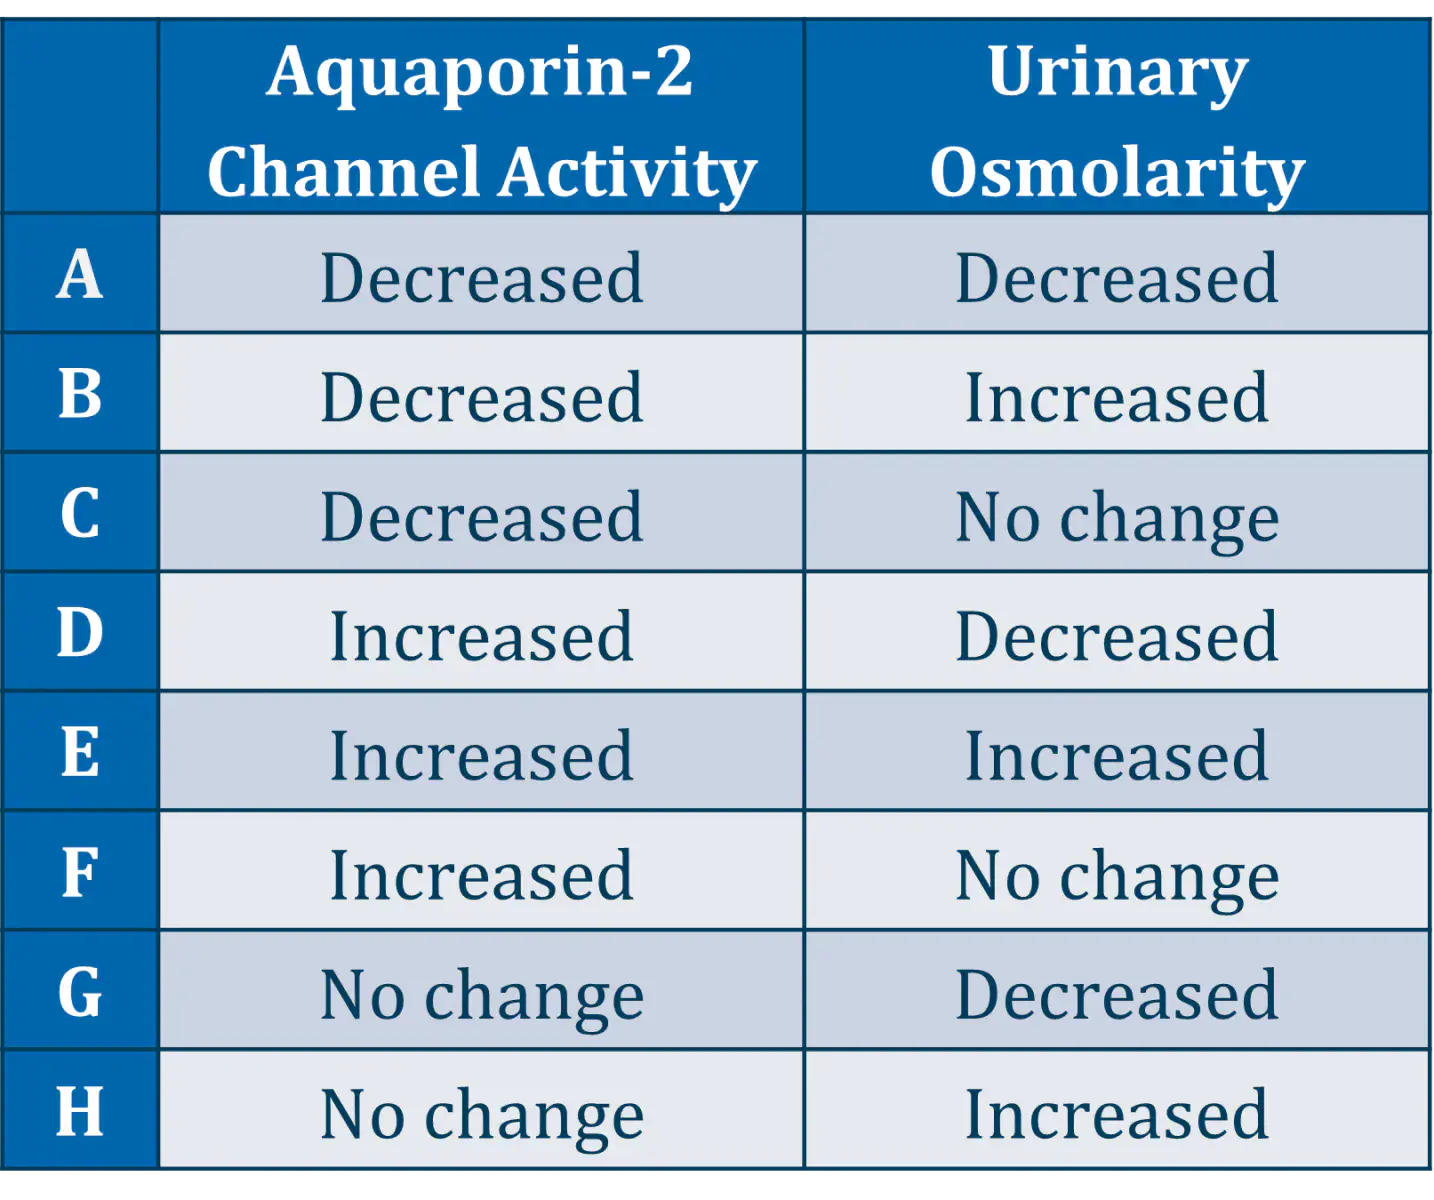 Aquaporin-2 Channel Activity Urinary Osmolarity
A Decreased Decreased
B Decreased Increased
C Decreased No change
D Increased Decreased
E Increased Increased
F Increased No change
G No change Decreased
H No change Increased